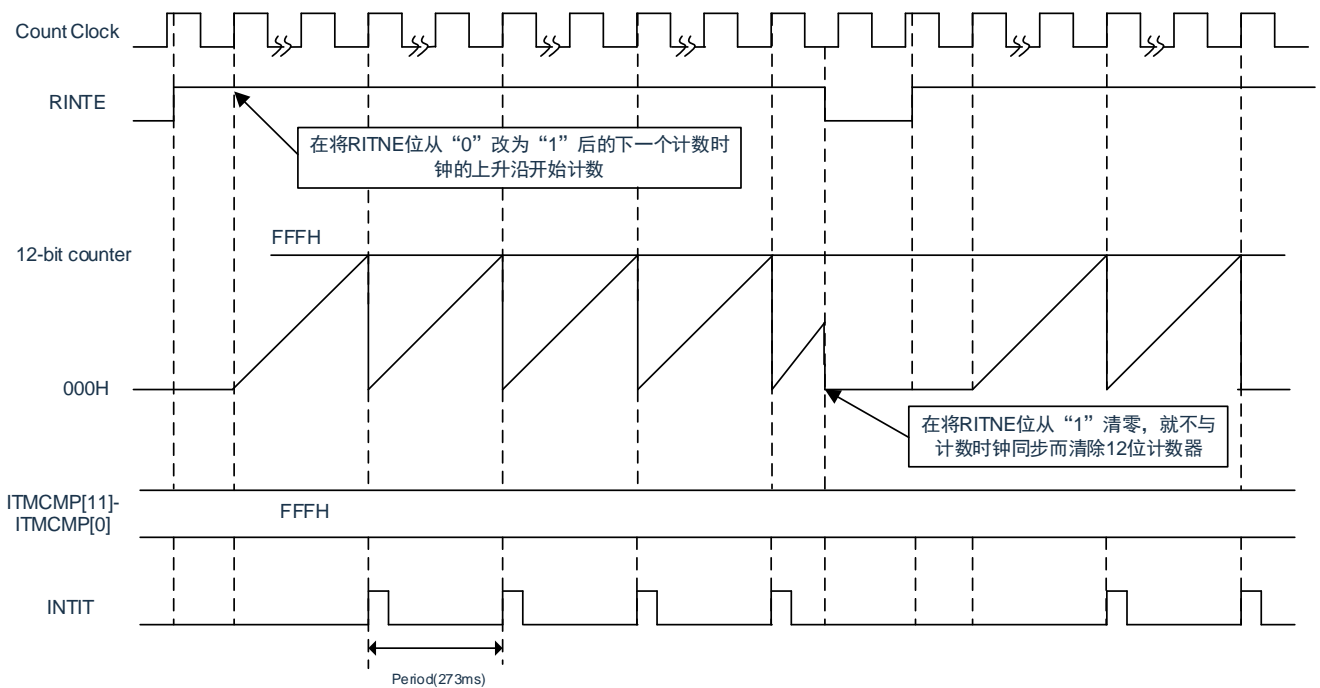 Count Clock
RINTE
在将RITNE位从“0”改为“1”后的下一个计数时
钟的上升沿开始计数
FFFH
12-bit counter
000H
在将RITNE位从“1”清零，就不与
计数时钟同步而清除12位计数器
ITMCMP[11]-
ITMCMP[0]
FFFH
INTIT
Period(273ms)